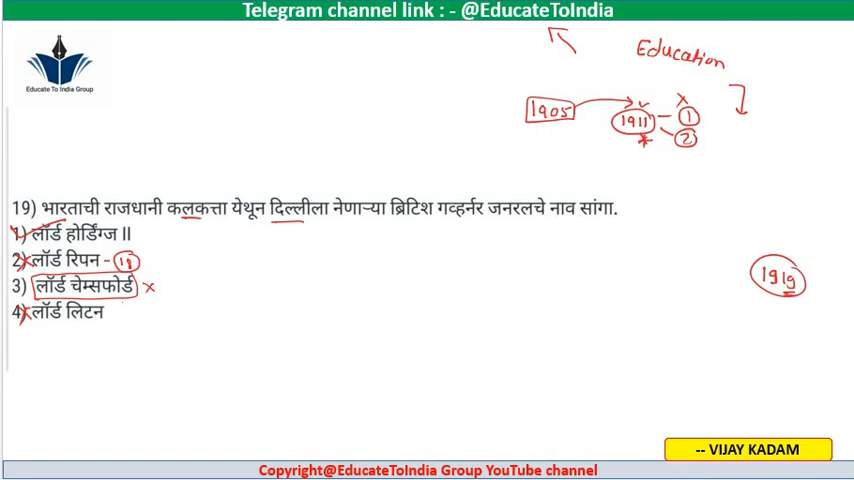 Telegram channel link : - @EducateToIndia
Education
Educate To India Group
1905
1911 - 1
2
19) भारताची राजधानी कलकत्ता येथून दिल्लीला नेणाऱ्या ब्रिटिश गव्हर्नर जनरलचे नाव सांगा.
1) लॉर्ड होर्डिंग्ज II
2) लॉर्ड रिपन - 18
3) लॉर्ड चेम्सफोर्ड x
1919
4) लॉर्ड लिटन
-- VIJAY KADAM
Copyright@EducateToIndia Group YouTube channel